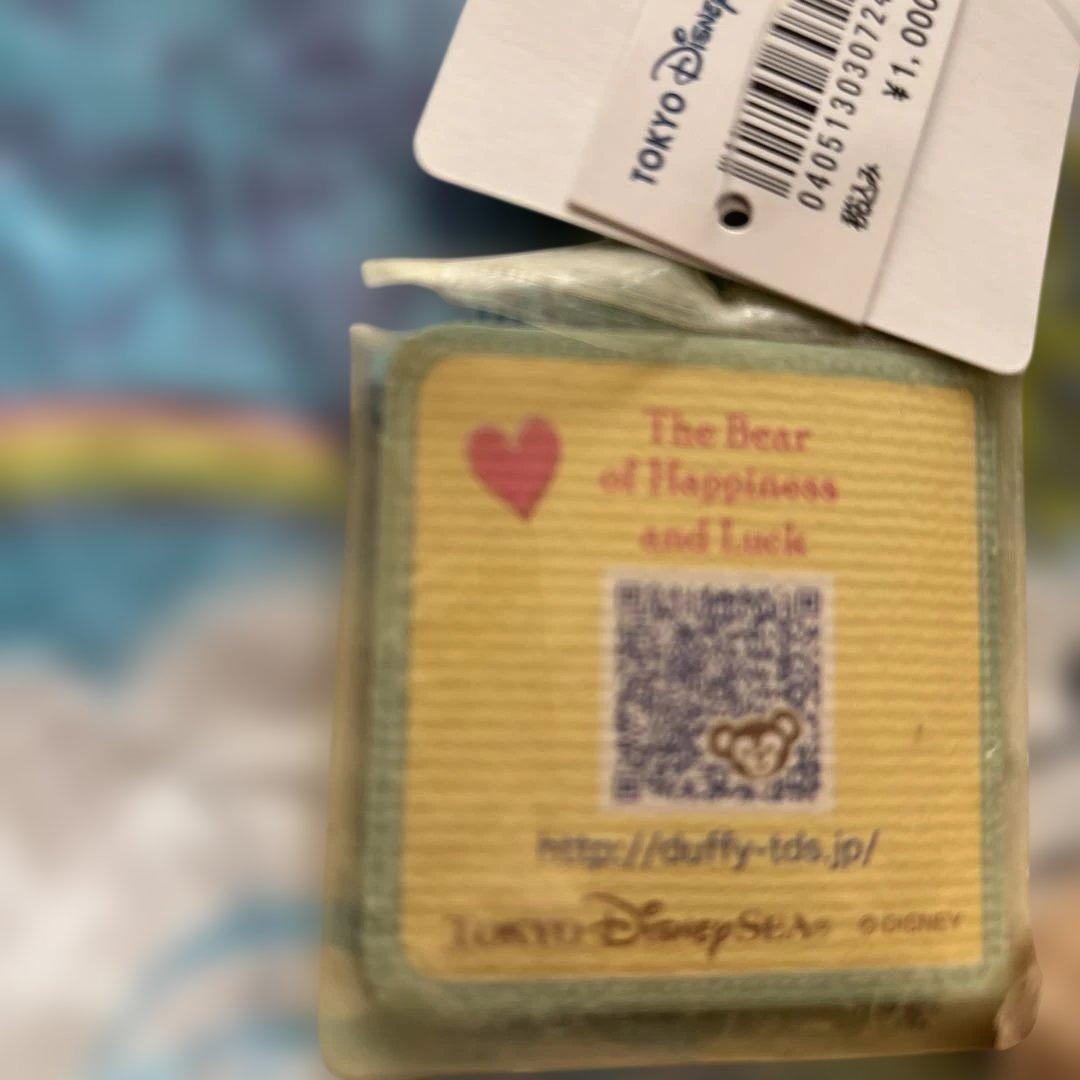 TOKYO Disney
040513030724
¥1,000
税込み
The Bear
of Happiness
and Luck
http://duffy-tds.jp/
TOKYO DisneySEA® ©DISNEY